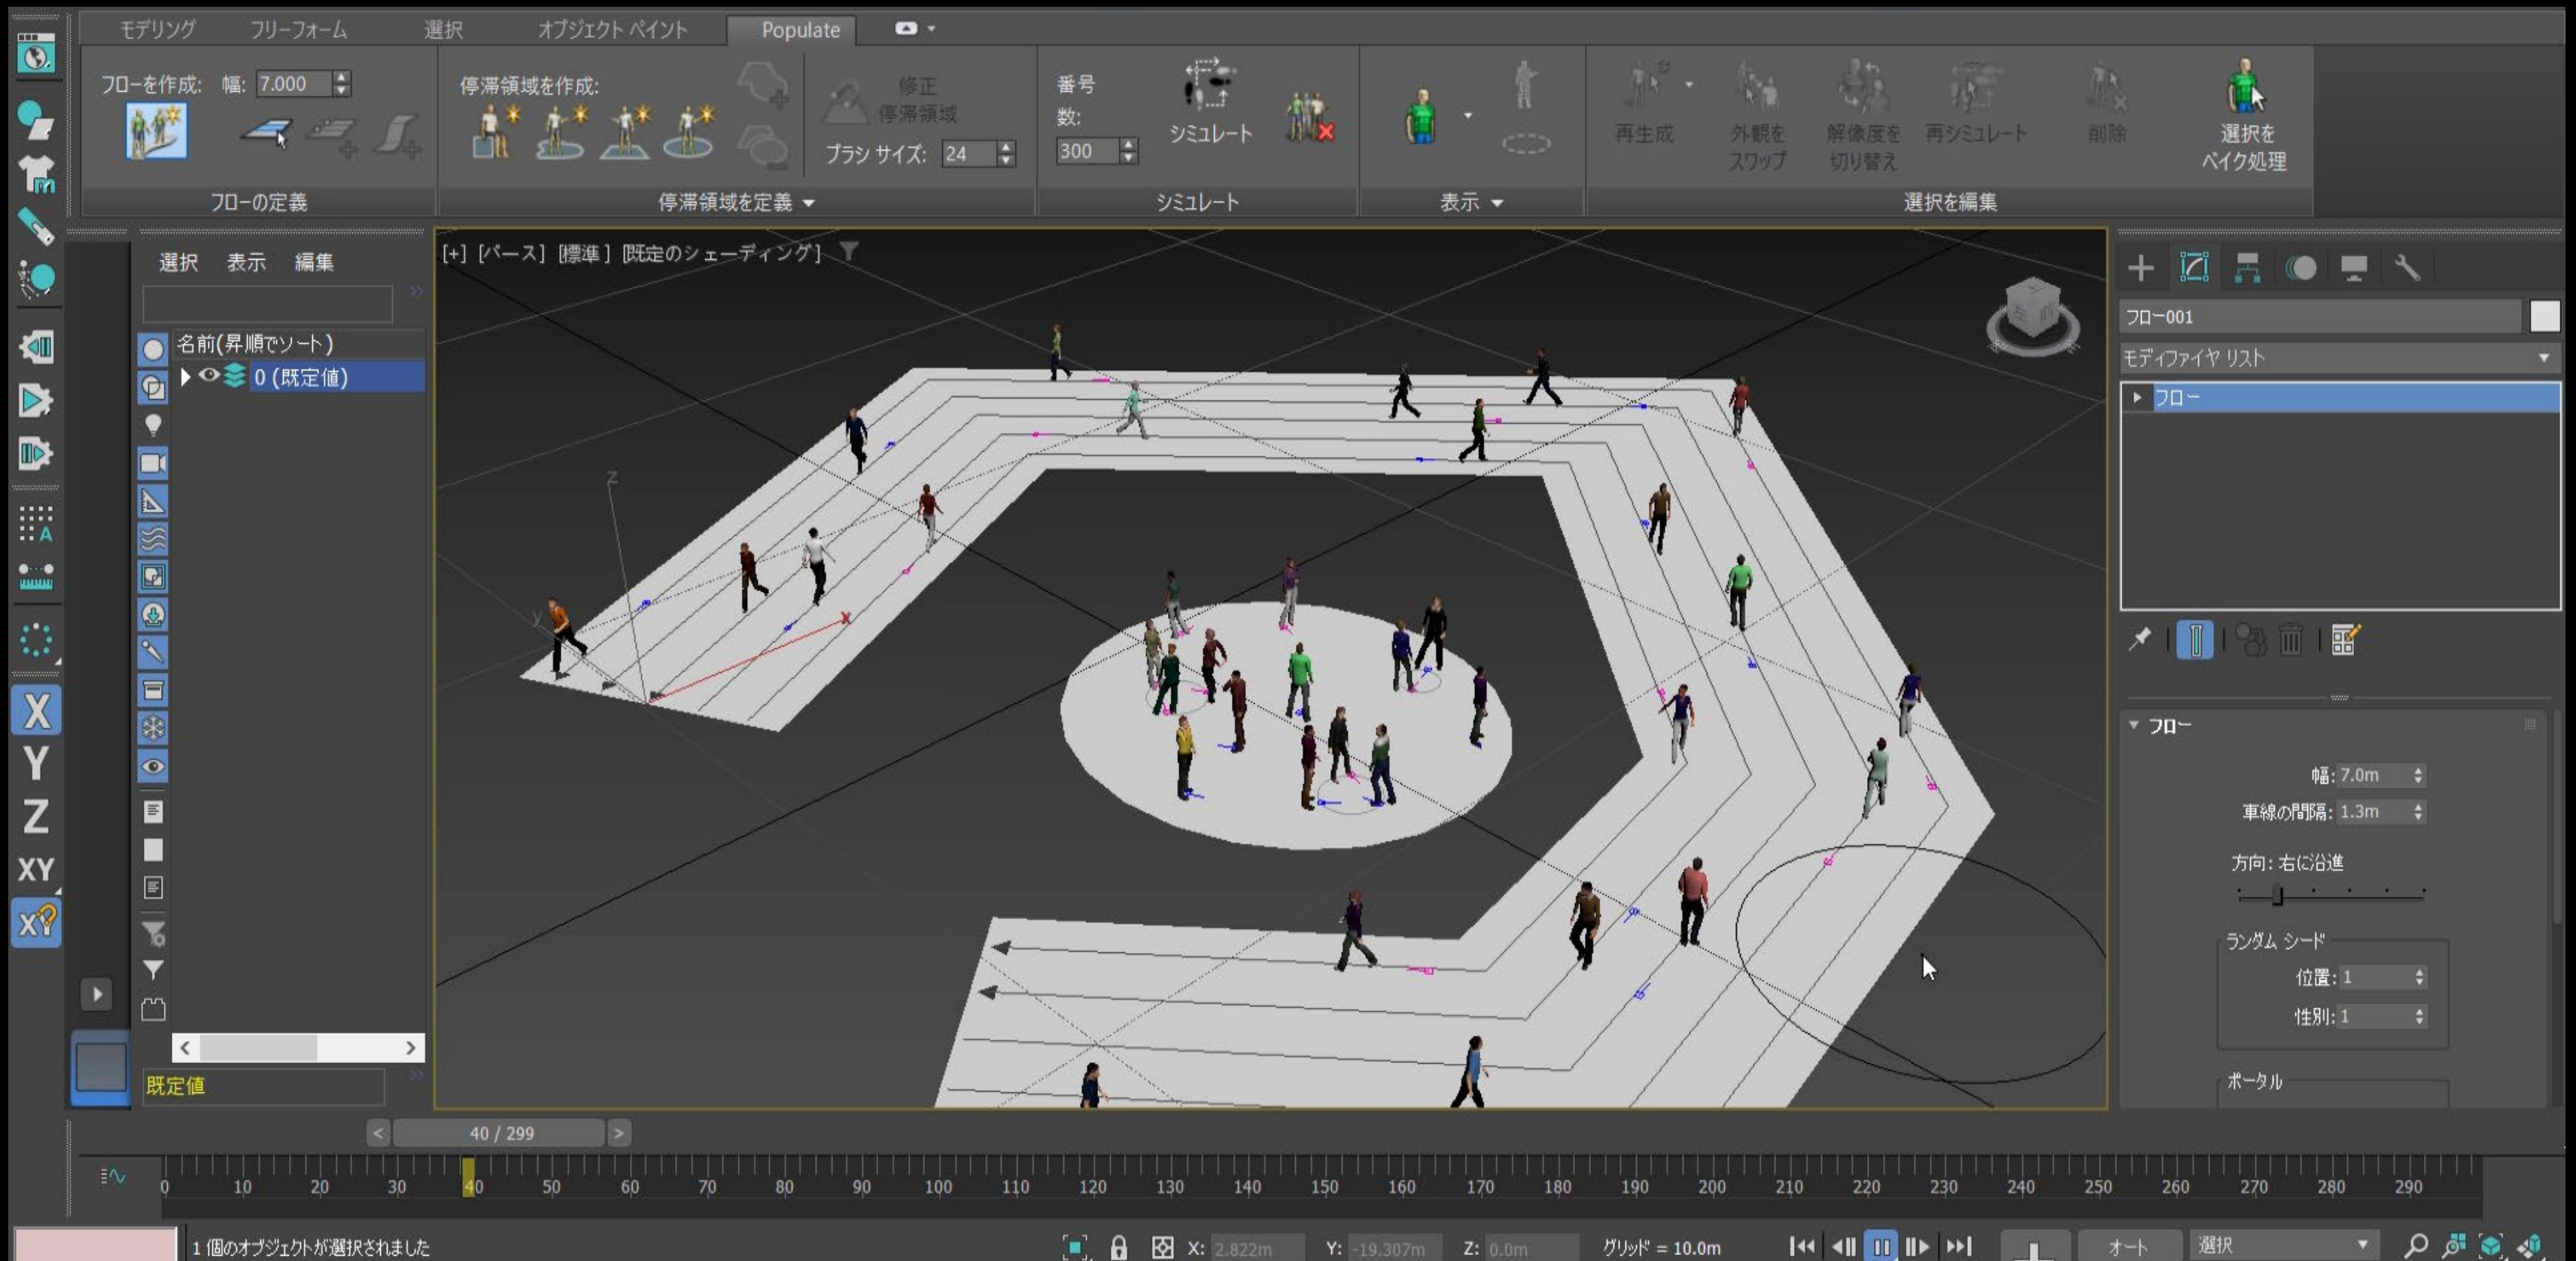 モデリング フリーフォーム 選択 オブジェクト ペイント Populate
フローを作成: 幅: 7.000
フローの定義
停滞領域を作成:
修正
停滞領域
ブラシ サイズ: 24
停滞領域を定義
番号
数:
300
シミュレート
シミュレート
表示
再生成
外観を
スワップ
解像度を
切り替え
再シミュレート
削除
選択を
ベイク処理
選択を編集
選択 表示 編集
名前(昇順でソート)
0 (既定値)
既定値
[+] [パース] [標準] [既定のシェーディング]
z
y
x
A
X
Y
Z
XY
XY
フロー001
モディファイヤ リスト
フロー
フロー
幅: 7.0m
車線の間隔: 1.3m
方向: 右に沿進
ランダム シード
位置: 1
性別: 1
ポータル
< 40 / 299 >
0 10 20 30 40 50 60 70 80 90 100 110 120 130 140 150 160 170 180 190 200 210 220 230 240 250 260 270 280 290
1 個のオブジェクトが選択されました
X: 2.822m Y: -19.307m Z: 0.0m グリッド = 10.0m オート 選択